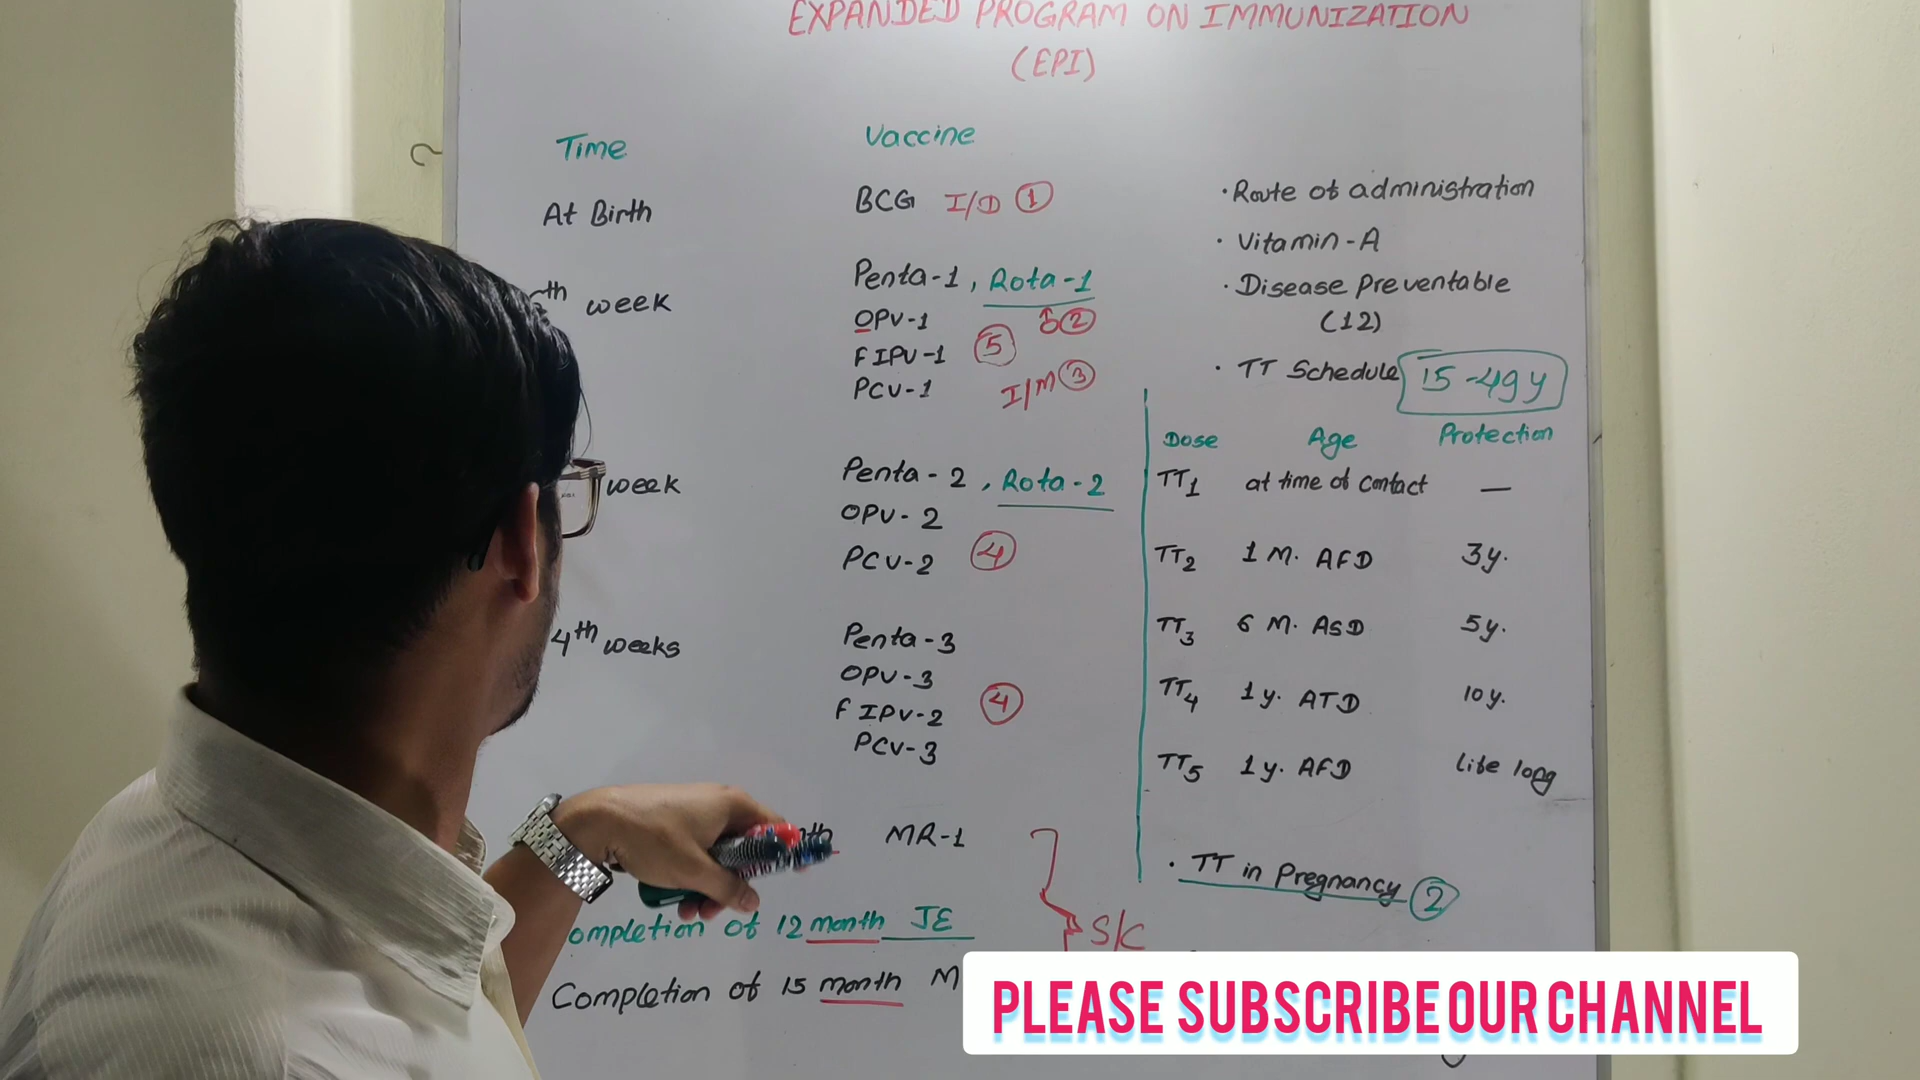 EXPANDED PROGRAM ON IMMUNIZATION
(EPI)
Time
Vaccine
At Birth
BCG I/D 1
th week
Penta-1, Rota-1
OPV-1
2
FIPV-1 5
PCV-1 I/M 3
week
Penta-2, Rota-2
OPV-2
PCV-2 4
4th weeks
Penta-3
OPV-3
FIPV-2 4
PCV-3
nth MR-1
ompletion of 12 month JE
S/C
Completion of 15 month M
• Route of administration
• Vitamin-A
• Disease Preventable
(12)
• TT Schedule 15-49y
Dose Age Protection
TT1 at time of contact —
TT2 1 M. AFD 3y.
TT3 6 M. ASD 5y.
TT4 1y. ATD 10y.
TT5 1y. AFD Life long
• TT in Pregnancy 2
PLEASE SUBSCRIBE OUR CHANNEL